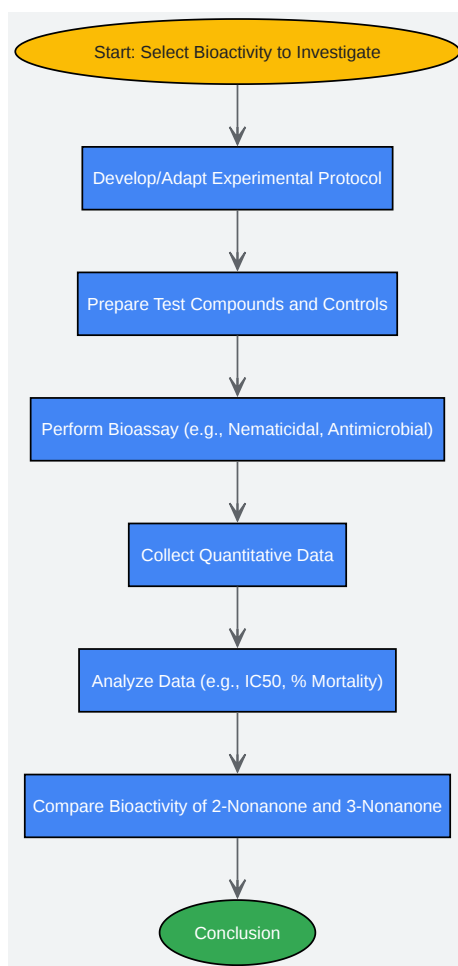 Start: Select Bioactivity to Investigate
Develop/Adapt Experimental Protocol
Prepare Test Compounds and Controls
Perform Bioassay (e.g., Nematicidal, Antimicrobial)
Collect Quantitative Data
Analyze Data (e.g., IC50, % Mortality)
Compare Bioactivity of 2-Nonanone and 3-Nonanone
Conclusion